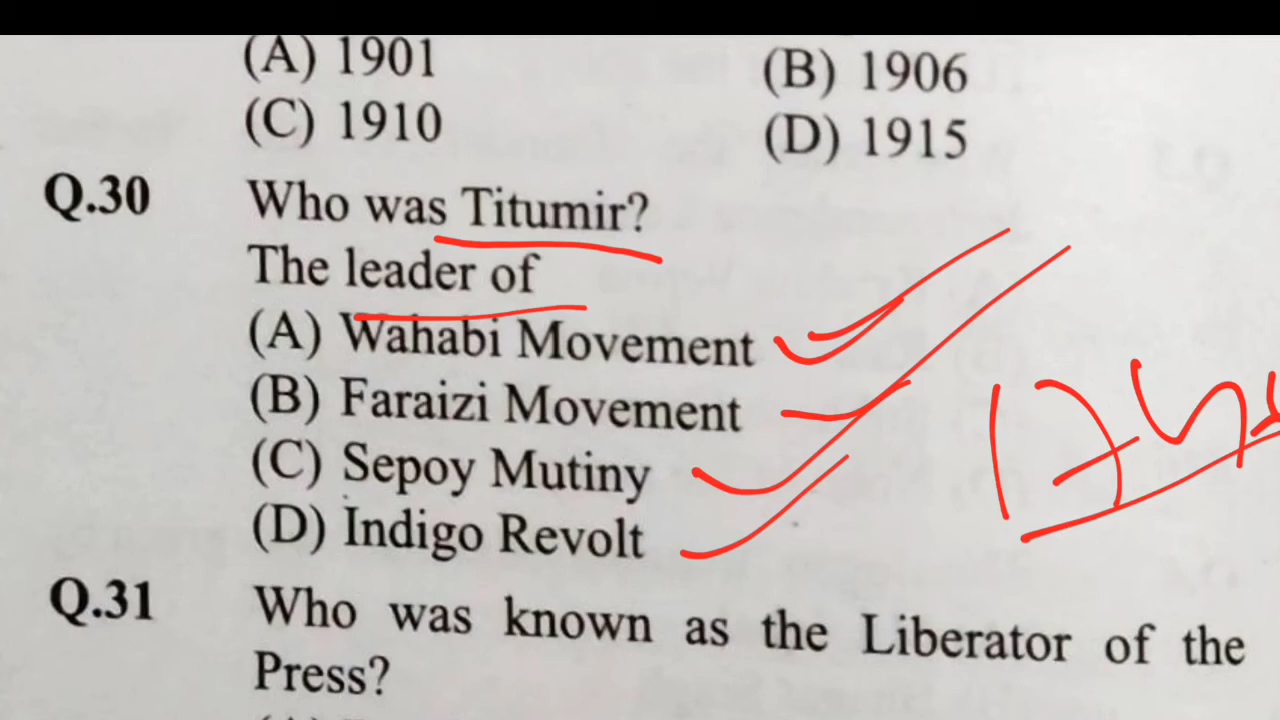 (A) 1901 (B) 1906
(C) 1910 (D) 1915
Q.30 Who was Titumir?
The leader of
(A) Wahabi Movement
(B) Faraizi Movement
(C) Sepoy Mutiny
(D) Indigo Revolt
Q.31 Who was known as the Liberator of the
Press?